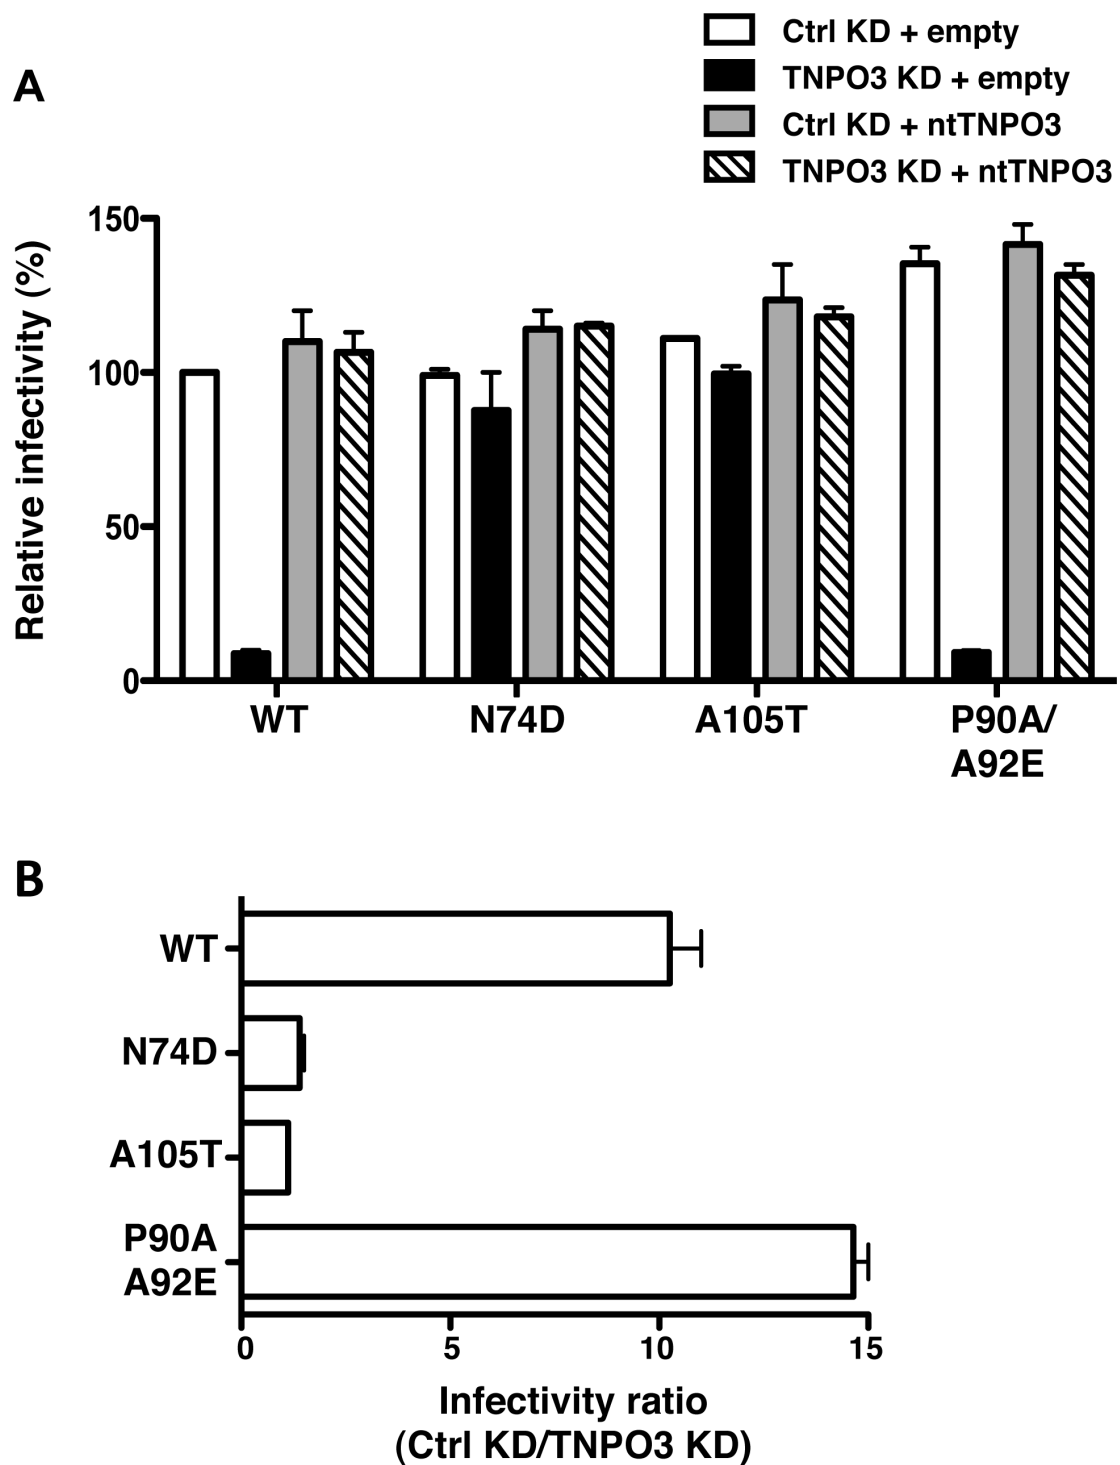 Ctrl KD + empty
TNPO3 KD + empty
Ctrl KD + ntTNPO3
TNPO3 KD + ntTNPO3
A
Relative infectivity (%)
150
100
50
0
WT
N74D
A105T
P90A/
A92E
B
WT
N74D
A105T
P90A
A92E
0
5
10
15
Infectivity ratio
(Ctrl KD/TNPO3 KD)